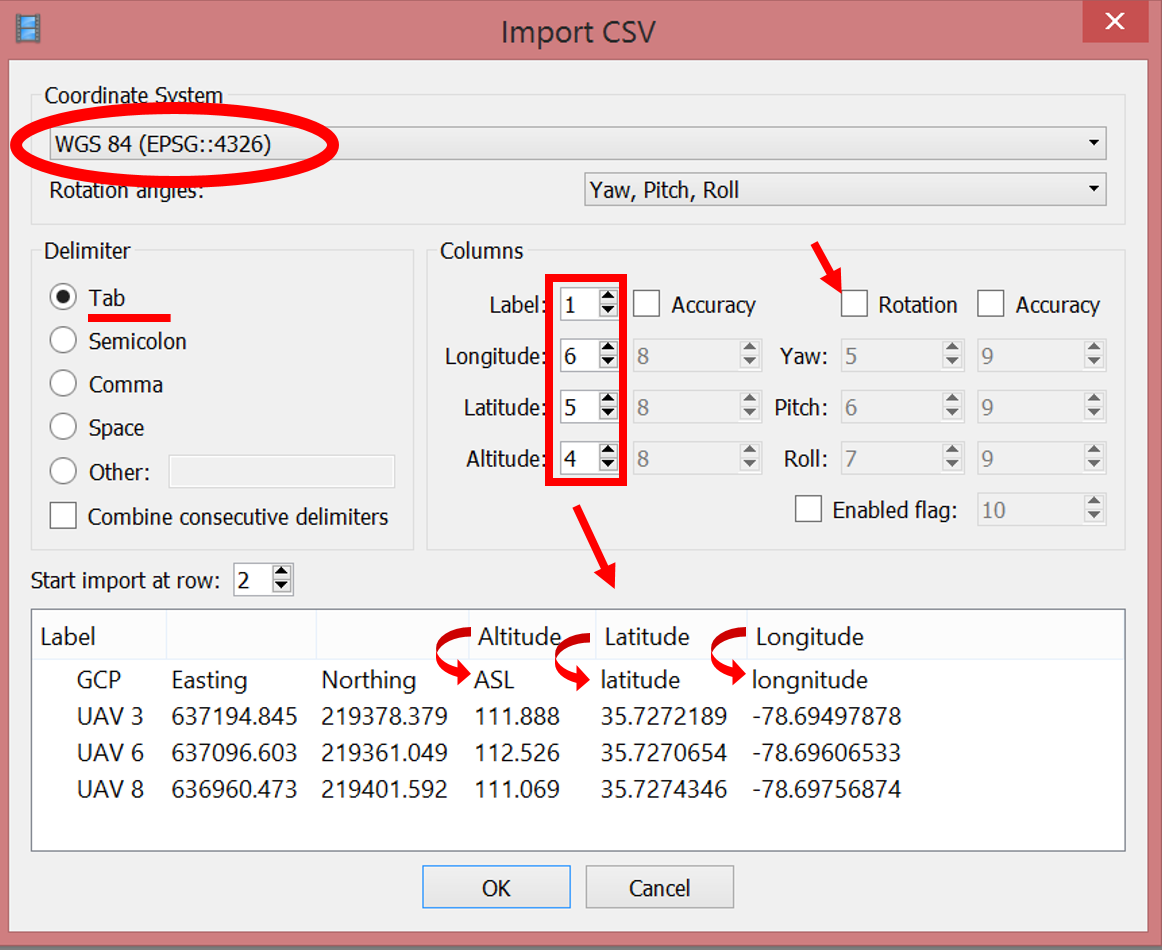 Import CSV
Coordinate System
WGS 84 (EPSG::4326)
Rotation angles: Yaw, Pitch, Roll
Delimiter
Tab
Semicolon
Comma
Space
Other:
Combine consecutive delimiters
Columns
Label: 1 Accuracy Rotation Accuracy
Longitude: 6 8 Yaw: 5 9
Latitude: 5 8 Pitch: 6 9
Altitude: 4 8 Roll: 7 9
Enabled flag: 10
Start import at row: 2
Label Altitude Latitude Longitude
GCP Easting Northing ASL latitude longnitude
UAV 3 637194.845 219378.379 111.888 35.7272189 -78.69497878
UAV 6 637096.603 219361.049 112.526 35.7270654 -78.69606533
UAV 8 636960.473 219401.592 111.069 35.7274346 -78.69756874
OK Cancel